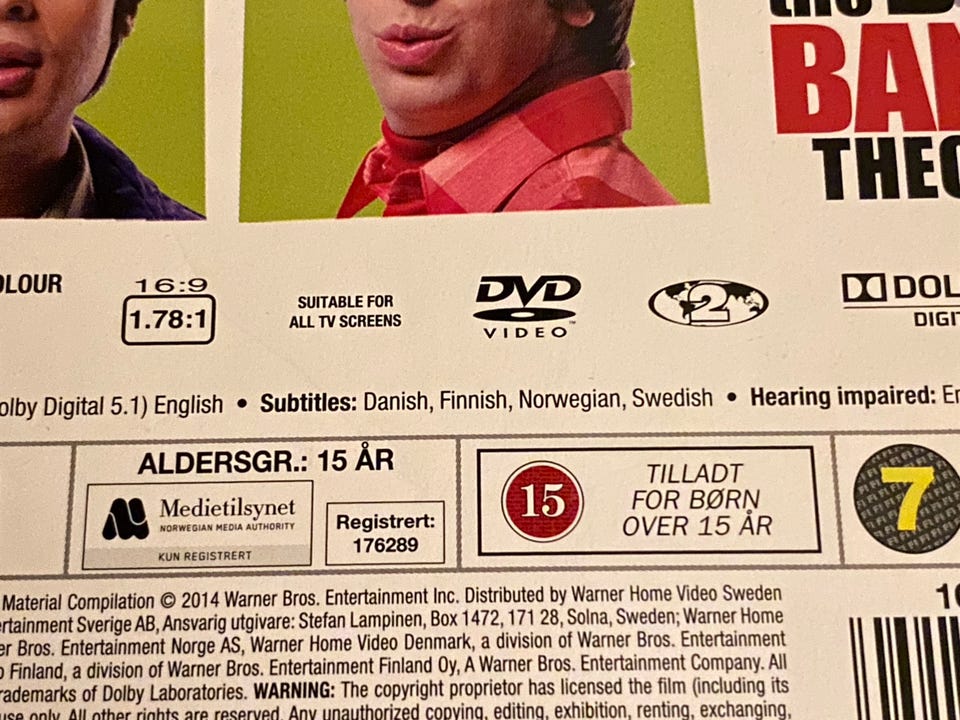 BAN
THEO
OLOUR
16:9
1.78:1
SUITABLE FOR
ALL TV SCREENS
DVD
VIDEO™
2
DOL
DIGI
olby Digital 5.1) English • Subtitles: Danish, Finnish, Norwegian, Swedish • Hearing impaired: En
ALDERSGR.: 15 ÅR
Medietilsynet
NORWEGIAN MEDIA AUTHORITY
KUN REGISTRERT
Registrert:
176289
15
TILLADT
FOR BØRN
OVER 15 ÅR
7
Material Compilation © 2014 Warner Bros. Entertainment Inc. Distributed by Warner Home Video Sweden
ertainment Sverige AB, Ansvarig utgivare: Stefan Lampinen, Box 1472, 171 28, Solna, Sweden; Warner Home
er Bros. Entertainment Norge AS, Warner Home Video Denmark, a division of Warner Bros. Entertainment
o Finland, a division of Warner Bros. Entertainment Finland Oy, A Warner Bros. Entertainment Company. All
rademarks of Dolby Laboratories. WARNING: The copyright proprietor has licensed the film (including its
use only. All other rights are reserved. Any unauthorized copying, editing, exhibition, renting, exchanging,